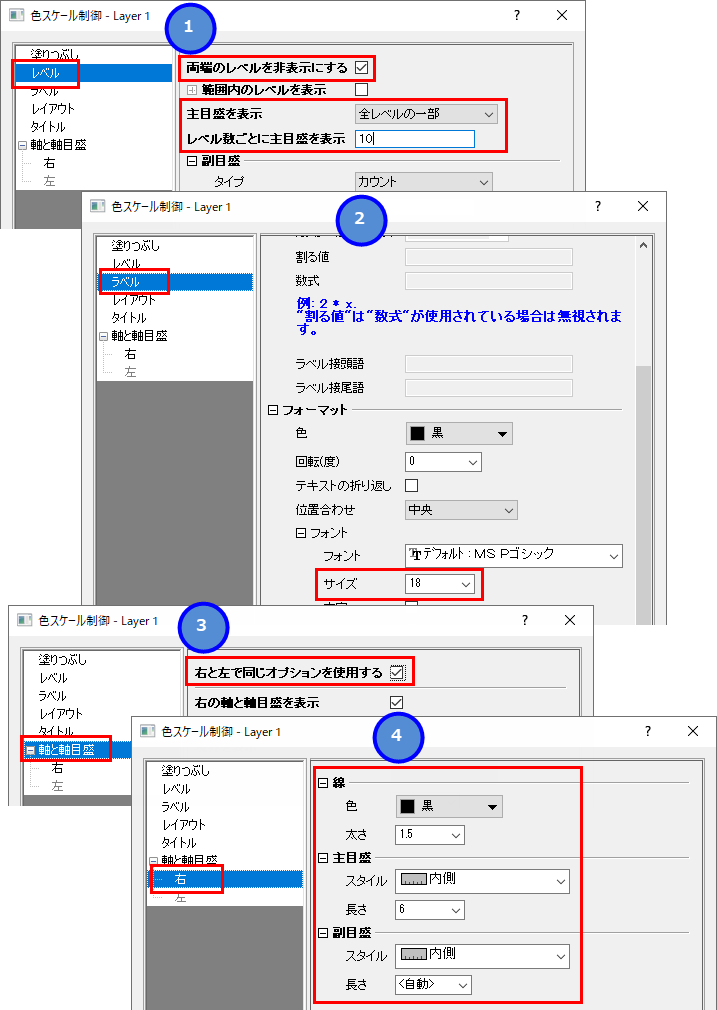 色スケール制御 - Layer 1
?
1
塗りつぶし
レベル
ラベル
レイアウト
タイトル
軸と軸目盛
右
左
両端のレベルを非表示にする
範囲内のレベルを表示
主目盛を表示 全レベルの一部
レベル数ごとに主目盛を表示 10
副目盛
タイプ カウント
色スケール制御 - Layer 1
?
2
塗りつぶし
レベル
ラベル
レイアウト
タイトル
軸と軸目盛
右
左
割る値
数式
例: 2 * x.
"割る値"は"数式"が使用されている場合は無視されま
す。
ラベル接頭語
ラベル接尾語
フォーマット
色 黒
回転(度) 0
テキストの折り返し
位置合わせ 中央
フォント
フォント デフォルト: MS Pゴシック
サイズ 18
色スケール制御 - Layer 1
?
3
塗りつぶし
レベル
ラベル
レイアウト
タイトル
軸と軸目盛
右
左
右と左で同じオプションを使用する
右の軸と軸目盛を表示
色スケール制御 - Layer 1
?
4
塗りつぶし
レベル
ラベル
レイアウト
タイトル
軸と軸目盛
右
左
線
色 黒
太さ 1.5
主目盛
スタイル 内側
長さ 6
副目盛
スタイル 内側
長さ <自動>